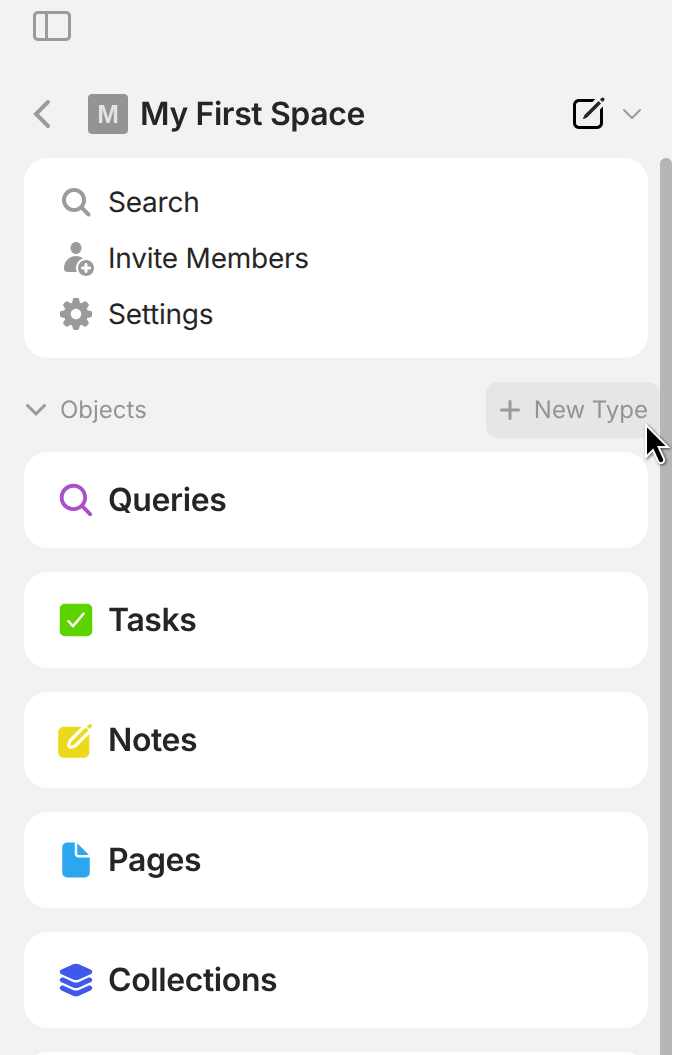 M My First Space
Search
Invite Members
Settings
Objects + New Type
Queries
Tasks
Notes
Pages
Collections